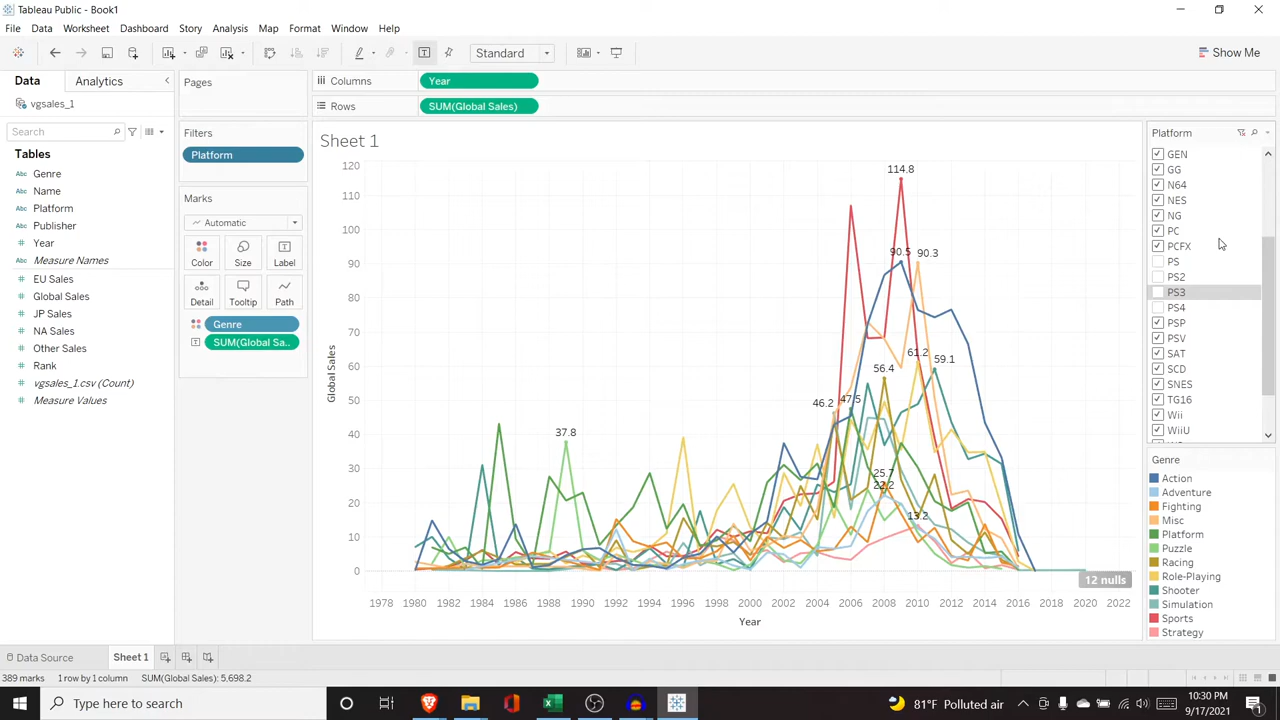 Tableau Public - Book1
File Data Worksheet Dashboard Story Analysis Map Format Window Help
Standard
Show Me
Data Analytics
vgsales_1
Search
Tables
Abc Genre
Abc Name
Abc Platform
Abc Publisher
# Year
Abc Measure Names
# EU Sales
# Global Sales
# JP Sales
# NA Sales
# Other Sales
# Rank
# vgsales_1.csv (Count)
# Measure Values
Pages
Filters
Platform
Marks
Automatic
Color Size Label
Detail Tooltip Path
Genre
SUM(Global Sa..
Columns Year
Rows SUM(Global Sales)
Sheet 1
120
110
100
90
80
70
60
50
40
30
20
10
0
Global Sales
114.8
90.5 90.3
61.2 59.1
56.4
46.2 47.5
37.8
25.7
22.2
13.2
12 nulls
1978 1980 1982 1984 1986 1988 1990 1992 1994 1996 1998 2000 2002 2004 2006 2008 2010 2012 2014 2016 2018 2020 2022
Year
Platform
GEN
GG
N64
NES
NG
PC
PCFX
PS
PS2
PS3
PS4
PSP
PSV
SAT
SCD
SNES
TG16
Wii
WiiU
Genre
Action
Adventure
Fighting
Misc
Platform
Puzzle
Racing
Role-Playing
Shooter
Simulation
Sports
Strategy
Data Source Sheet 1
389 marks 1 row by 1 column SUM(Global Sales): 5,698.2
Type here to search
81°F Polluted air
10:30 PM
9/17/2021